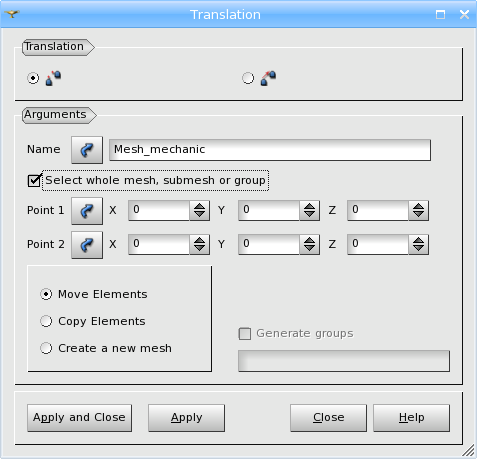 Translation
Translation
Arguments
Name Mesh_mechanic
Select whole mesh, submesh or group
Point 1 X 0 Y 0 Z 0
Point 2 X 0 Y 0 Z 0
Move Elements
Copy Elements
Generate groups
Create a new mesh
Apply and Close Apply Close Help